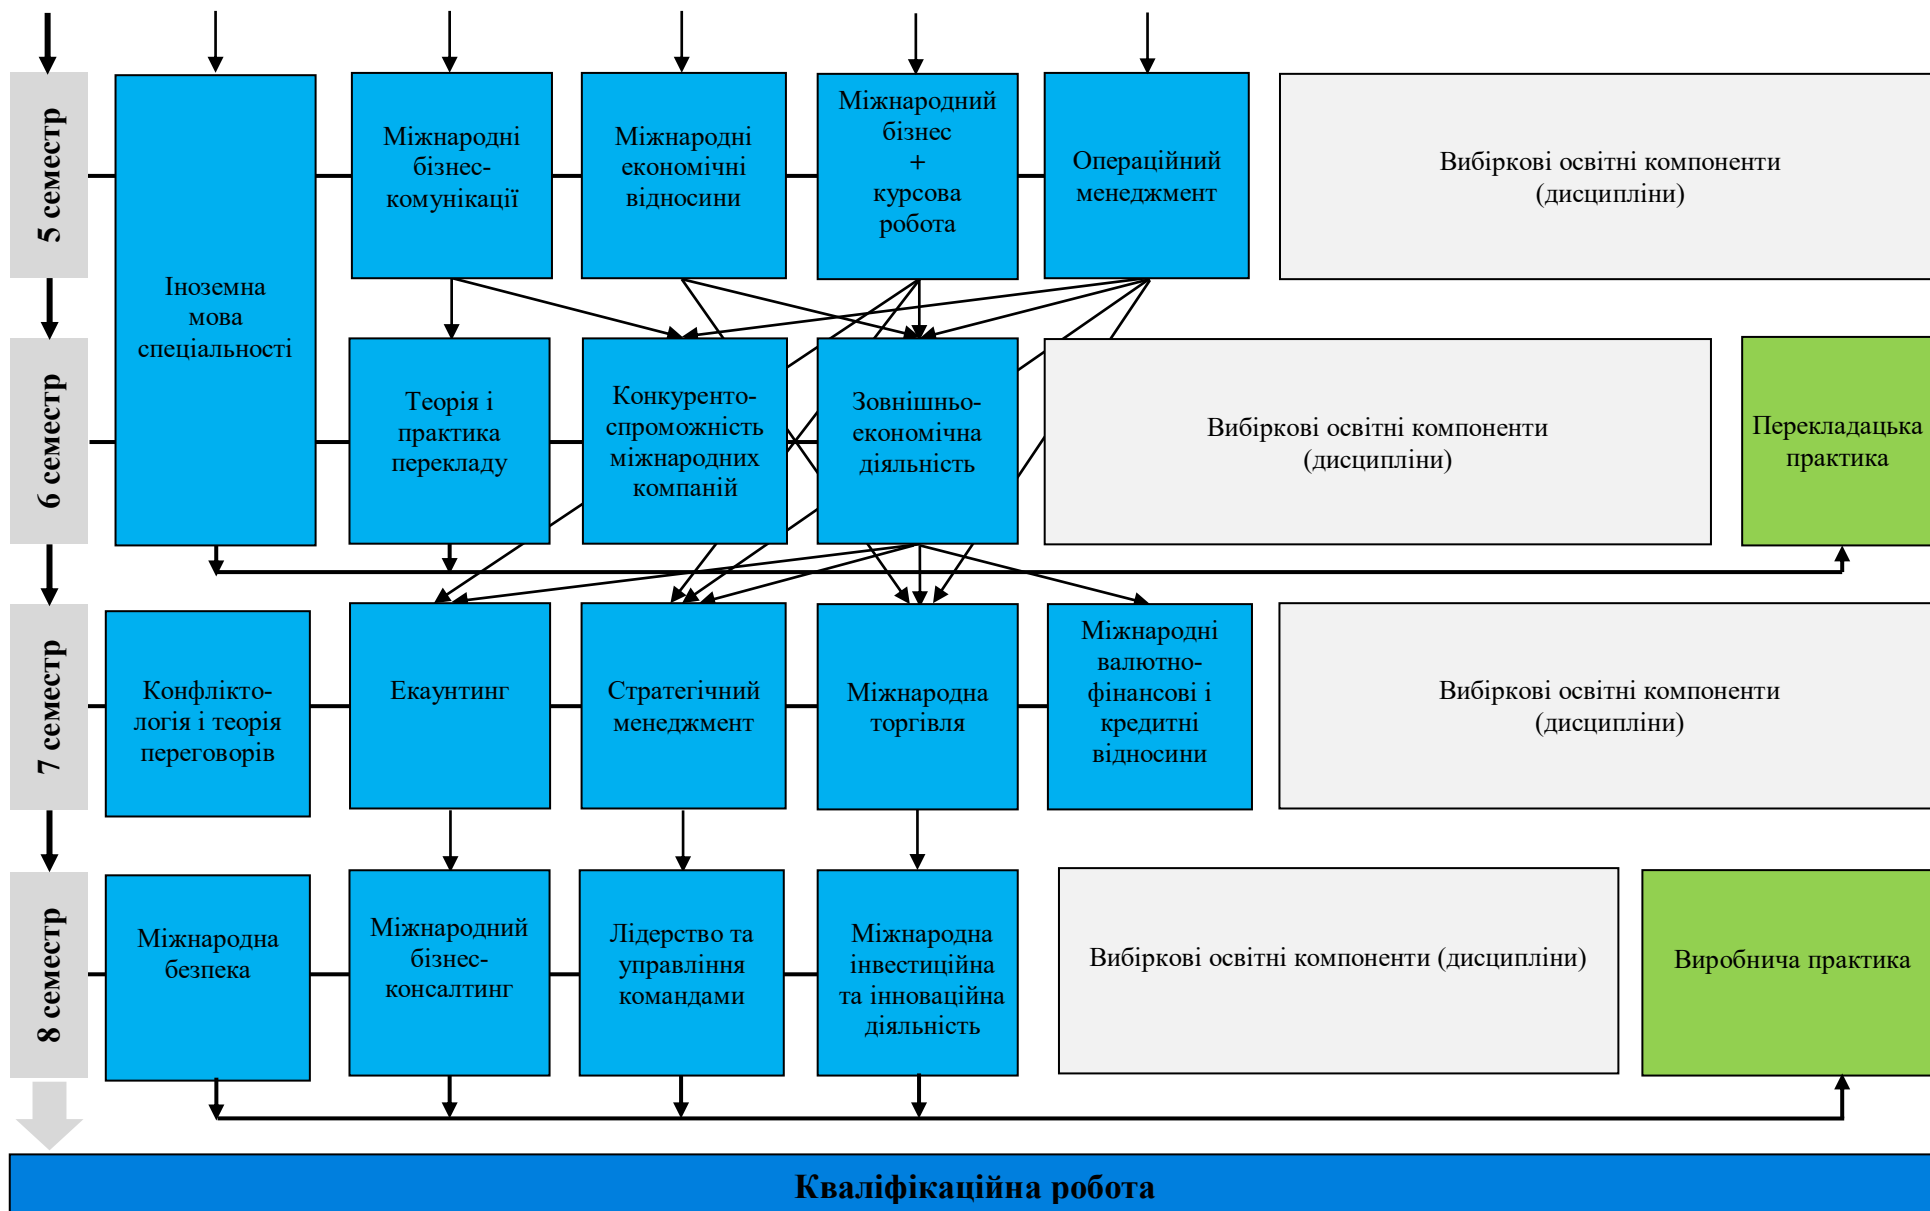 5 семестр
Іноземна
мова
спеціальності
Міжнародні
бізнес-
комунікації
Міжнародні
економічні
відносини
Міжнародний
бізнес
+
курсова
робота
Операційний
менеджмент
Вибіркові освітні компоненти
(дисципліни)
6 семестр
Теорія і
практика
перекладу
Конкуренто-
спроможність
міжнародних
компаній
Зовнішньо-
економічна
діяльність
Вибіркові освітні компоненти
(дисципліни)
Перекладацька
практика
7 семестр
Конфлікто-
логія і теорія
переговорів
Екаунтинг
Стратегічний
менеджмент
Міжнародна
торгівля
Міжнародні
валютно-
фінансові і
кредитні
відносини
Вибіркові освітні компоненти
(дисципліни)
8 семестр
Міжнародна
безпека
Міжнародний
бізнес-
консалтинг
Лідерство та
управління
командами
Міжнародна
інвестиційна
та інноваційна
діяльність
Вибіркові освітні компоненти (дисципліни)
Виробнича практика
Кваліфікаційна робота